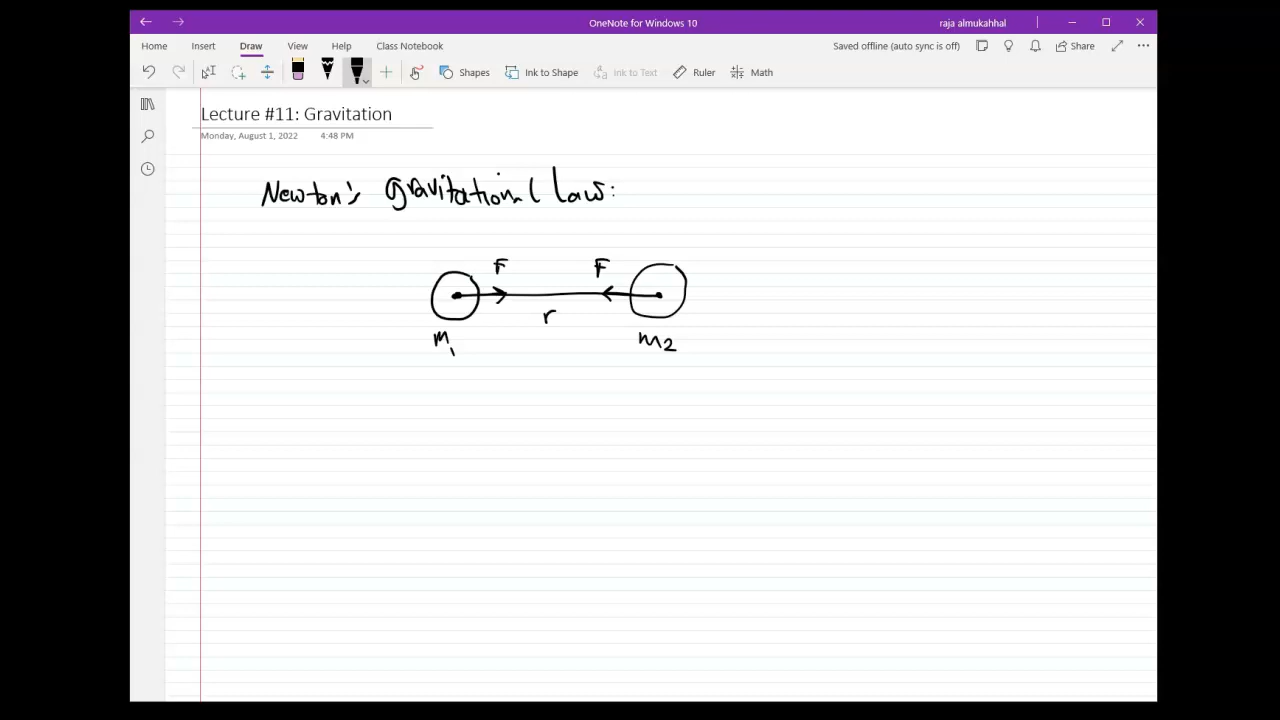 OneNote for Windows 10
raja almukahhal
Home Insert Draw View Help Class Notebook
Saved offline (auto sync is off)
Share
Shapes
Ink to Shape
Ink to Text
Ruler
Math
Lecture #11: Gravitation
Monday, August 1, 2022 4:48 PM
Newton's gravitational law:
F F
r
m1 m2